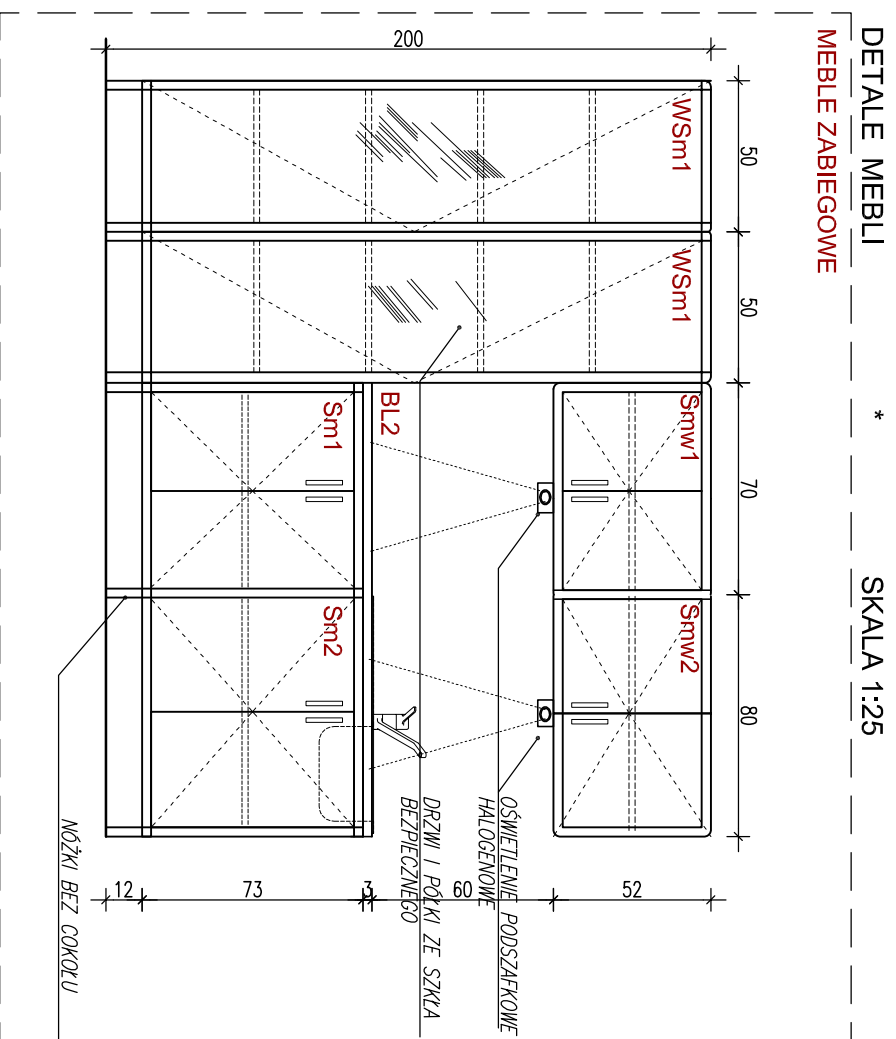 DETALE MEBLI * SKALA 1:25
MEBLE ZABIEGOWE
50 50 70 80
200
WSm1 WSm1 Smw1 Smw2
BL2
Sm1 Sm2
52
60
3
73
12
OŚWIETLENIE PODSZAFKOWE
HALOGENOWE
DRZWI I PÓŁKI ZE SZKŁA
BEZPIECZNEGO
NÓŻKI BEZ COKOŁU